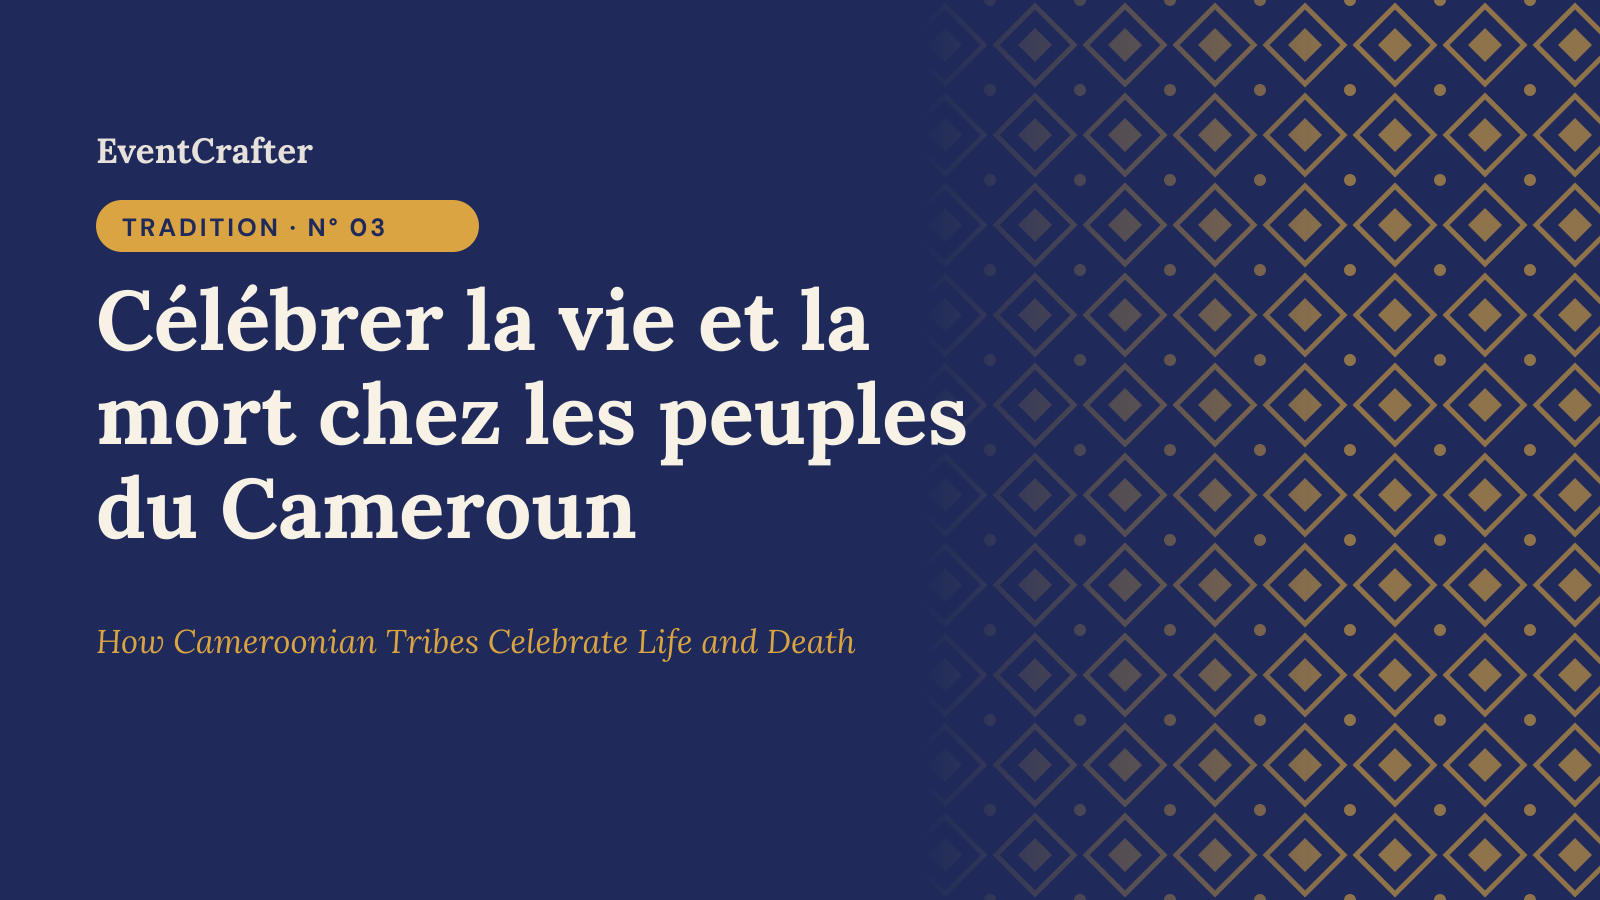 EventCrafter
TRADITION · N° 03
Célébrer la vie et la
mort chez les peuples
du Cameroun
How Cameroonian Tribes Celebrate Life and Death